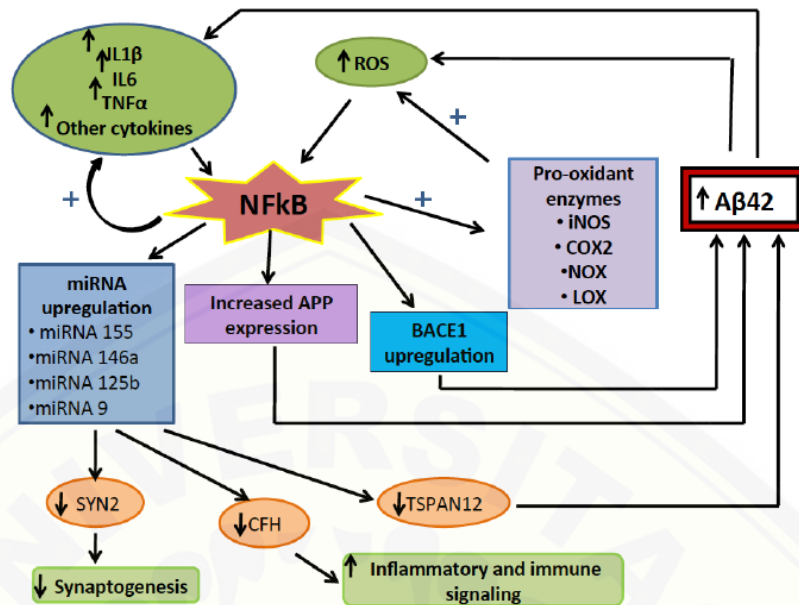 ↑IL1β
↑IL6
↑TNFα
↑Other cytokines
↑ROS
+
+
+
NFkB
Pro-oxidant
enzymes
• iNOS
• COX2
•NOX
• LOX
↑Aβ42
miRNA
upregulation
• miRNA 155
•miRNA 146a
•miRNA 125b
•miRNA 9
Increased APP
expression
BACE1
upregulation
↓SYN2
↓CFH
↓TSPAN12
↓Synaptogenesis
↑ Inflammatory and immune
signaling
UNIVERSITA